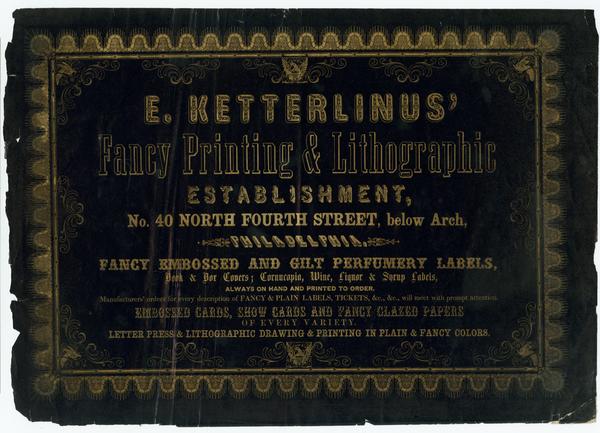 E. KETTERLINUS'
Fancy Printing & Lithographic
ESTABLISHMENT,
No. 40 NORTH FOURTH STREET, below Arch,
PHILADELPHIA.
FANCY EMBOSSED AND GILT PERFUMERY LABELS,
Book & Box Covers; Cornucopia, Wine, Liquor & Syrup Labels,
ALWAYS ON HAND AND PRINTED TO ORDER.
Manufacturers' orders for every description of FANCY & PLAIN LABELS, TICKETS, &c., &c., will meet with prompt attention.
EMBOSSED CARDS, SHOW CARDS AND FANCY GLAZED PAPERS
OF EVERY VARIETY.
LETTER PRESS & LITHOGRAPHIC DRAWING & PRINTING IN PLAIN & FANCY COLORS.